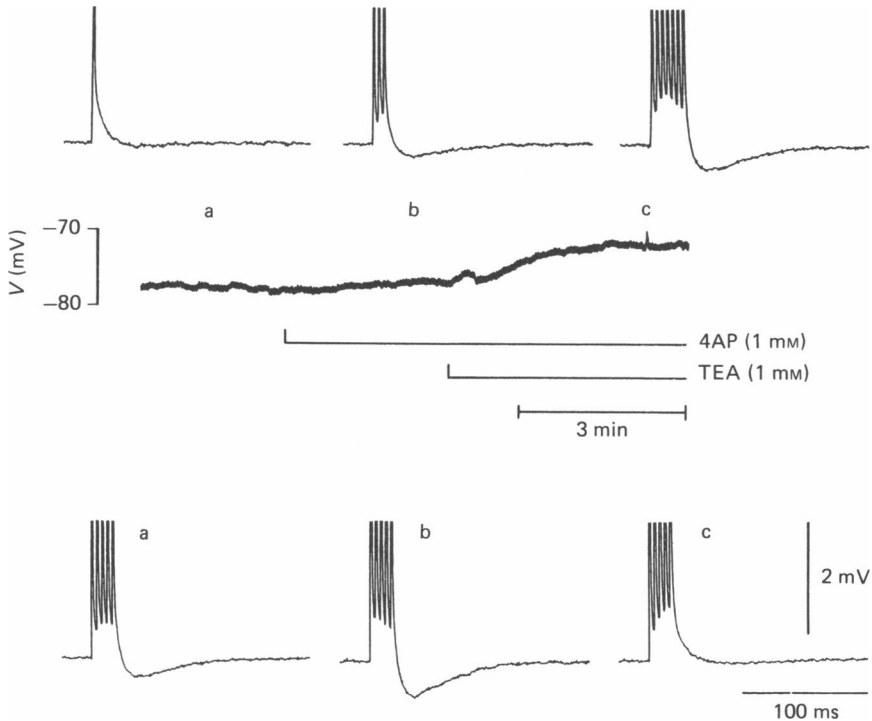 a
b
c
V (mV)
−70
−80
4AP (1 mM)
TEA (1 mM)
3 min
a
b
c
2 mV
100 ms